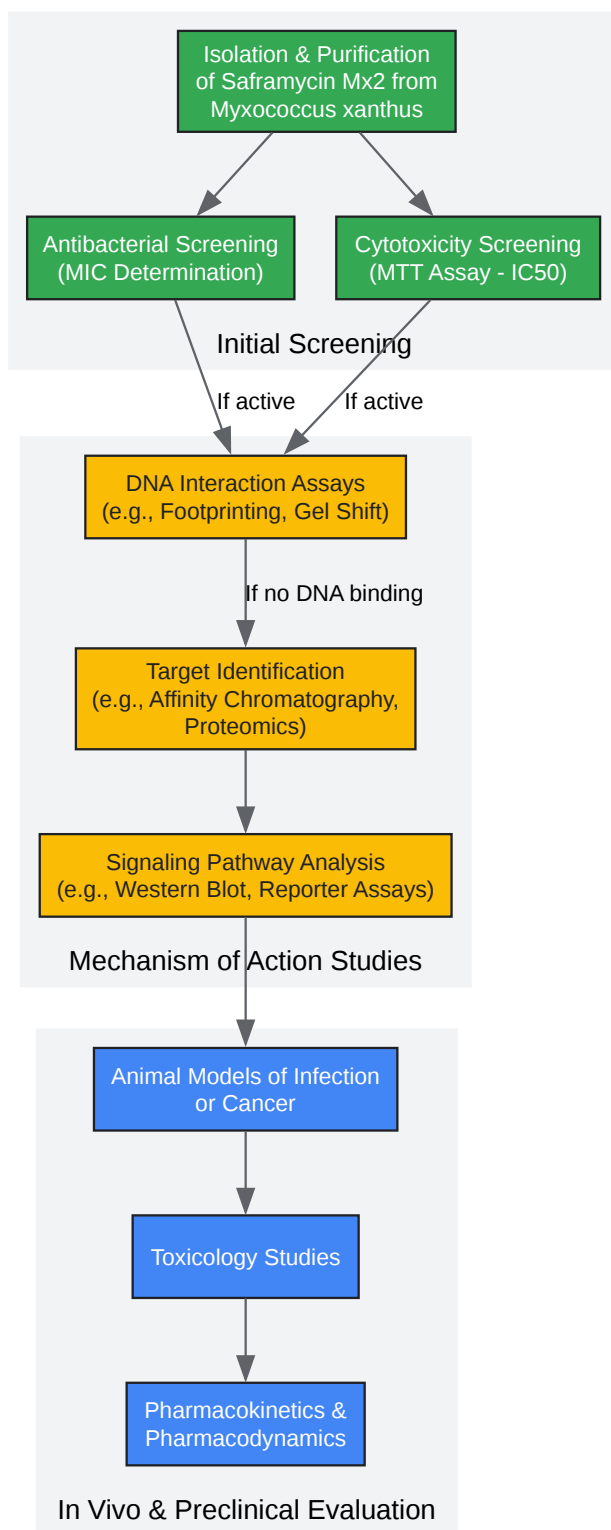 Isolation & Purification
of Saframycin Mx2 from
Myxococcus xanthus
Antibacterial Screening
(MIC Determination)
Cytotoxicity Screening
(MTT Assay - IC50)
Initial Screening
If active
If active
DNA Interaction Assays
(e.g., Footprinting, Gel Shift)
If no DNA binding
Target Identification
(e.g., Affinity Chromatography,
Proteomics)
Signaling Pathway Analysis
(e.g., Western Blot, Reporter Assays)
Mechanism of Action Studies
Animal Models of Infection
or Cancer
Toxicology Studies
Pharmacokinetics &
Pharmacodynamics
In Vivo & Preclinical Evaluation